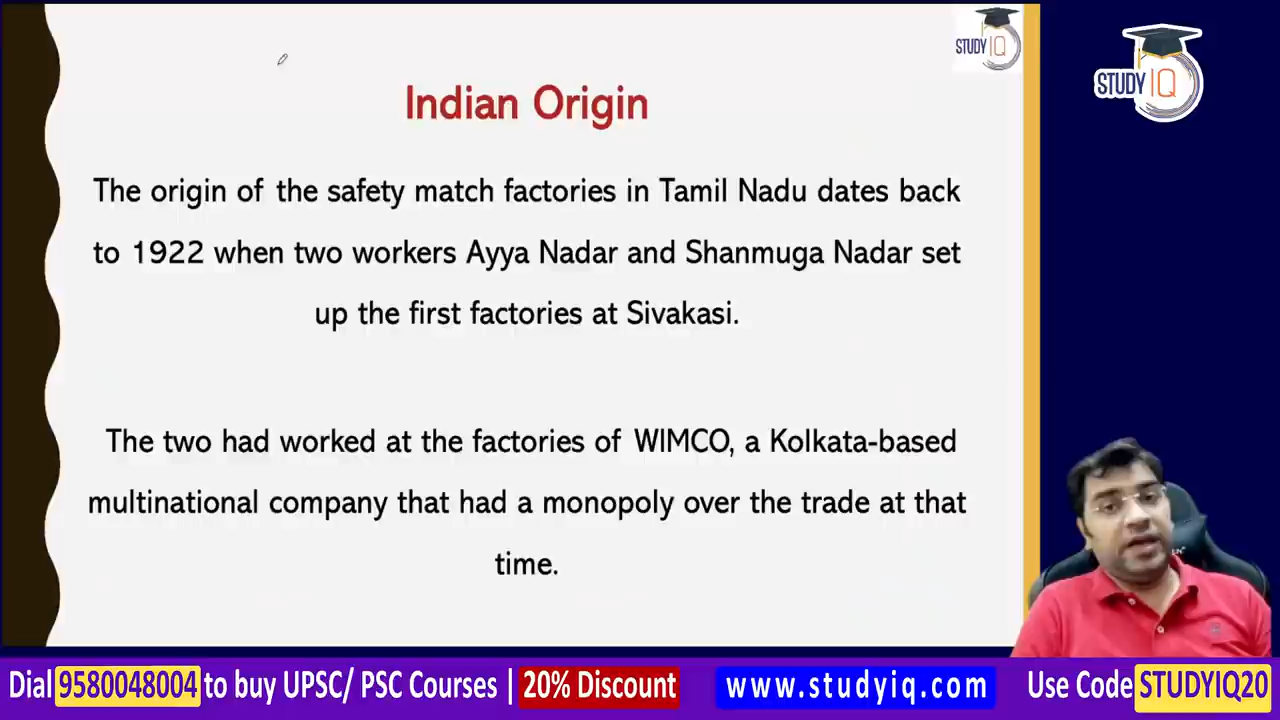 STUDY IQ
STUDY IQ
Indian Origin
The origin of the safety match factories in Tamil Nadu dates back
to 1922 when two workers Ayya Nadar and Shanmuga Nadar set
up the first factories at Sivakasi.
The two had worked at the factories of WIMCO, a Kolkata-based
multinational company that had a monopoly over the trade at that
time.
Dial 9580048004 to buy UPSC/ PSC Courses | 20% Discount www.studyiq.com Use Code STUDYIQ20